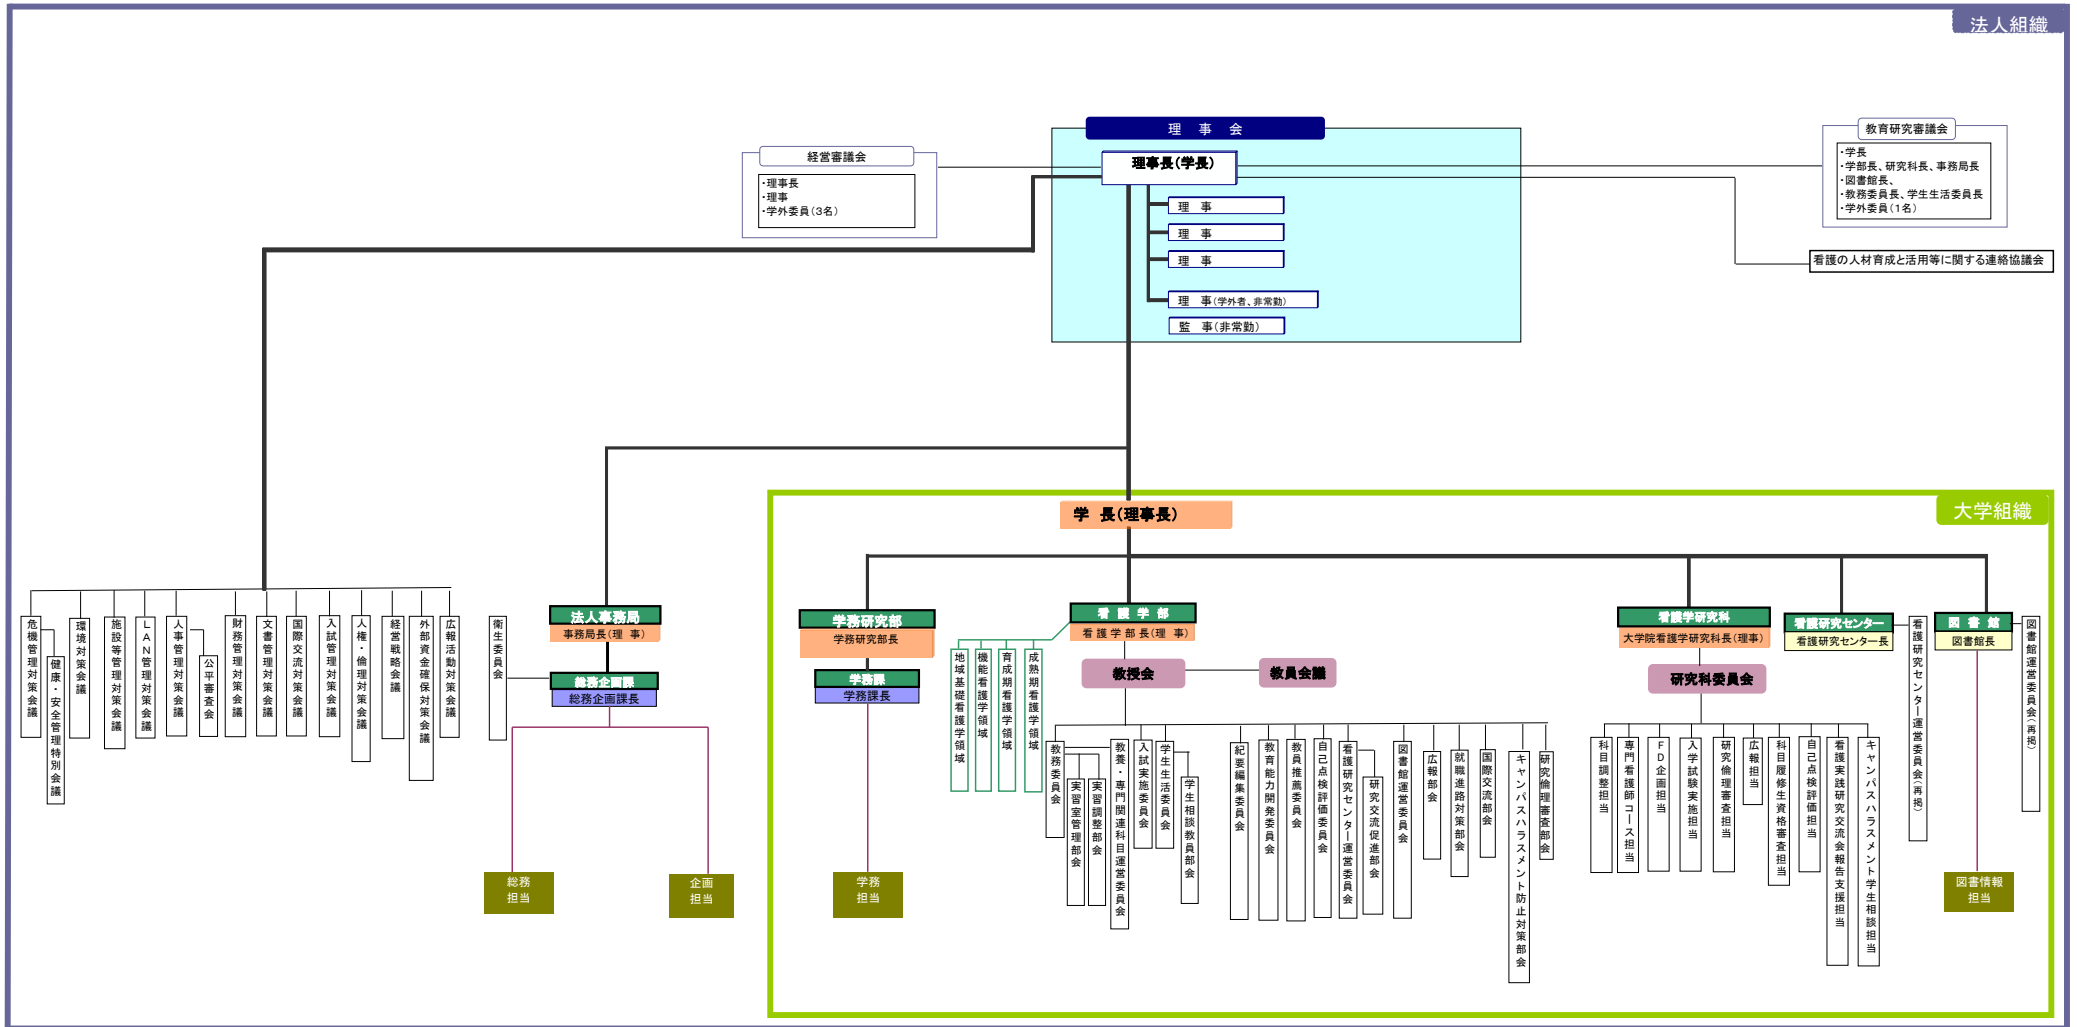 法人組織
理　事　会
理事長（学長）
理　事
理　事
理　事
理　事（学外者、非常勤）
監　事（非常勤）
経営審議会
・理事長
・理事
・学外委員（３名）
教育研究審議会
・学長
・学部長、研究科長、事務局長
・図書館長、
・教務委員長、学生生活委員長
・学外委員（１名）
看護の人材育成と活用等に関する連絡協議会
大学組織
学　長（理事長）
危機管理対策会議
健康・安全管理特別会議
環境対策会議
施設等管理対策会議
ＬＡＮ管理対策会議
人事管理対策会議
公平審査会
財務管理対策会議
文書管理対策会議
国際交流対策会議
入試管理対策会議
人権・倫理対策会議
経営戦略会議
外部資金確保対策会議
広報活動対策会議
衛生委員会
法人事務局
事務局長（理　事）
総務企画課
総務企画課長
総務
担当
企画
担当
学務研究部
学務研究部長
学務課
学務課長
学務
担当
看　護　学　部
看 護 学 部 長（理　事）
地域基礎看護学領域
機能看護学領域
育成期看護学領域
成熟期看護学領域
教授会
教員会議
教務委員会
実習室管理部会
実習調整部会
教養・専門関連科目運営委員会
入試実施委員会
学生生活委員会
学生相談教員部会
紀要編集委員会
教育能力開発委員会
教員推薦委員会
自己点検評価委員会
看護研究センター運営委員会
研究交流促進部会
図書館運営委員会
広報部会
就職進路対策部会
国際交流部会
キャンパスハラスメント防止対策部会
研究倫理審査部会
看護学研究科
大学院看護学研究科長（理事）
研究科委員会
科目調整担当
専門看護師コース担当
ＦＤ企画担当
入学試験実施担当
研究倫理審査担当
広報担当
科目履修生資格審査担当
自己点検評価担当
看護実践研究交流会報告支援担当
キャンパスハラスメント学生相談担当
看護研究センター
看護研究センター長
看護研究センター運営委員会（再掲）
図　書　館
図書館長
図書館運営委員会（再掲）
図書情報
担当